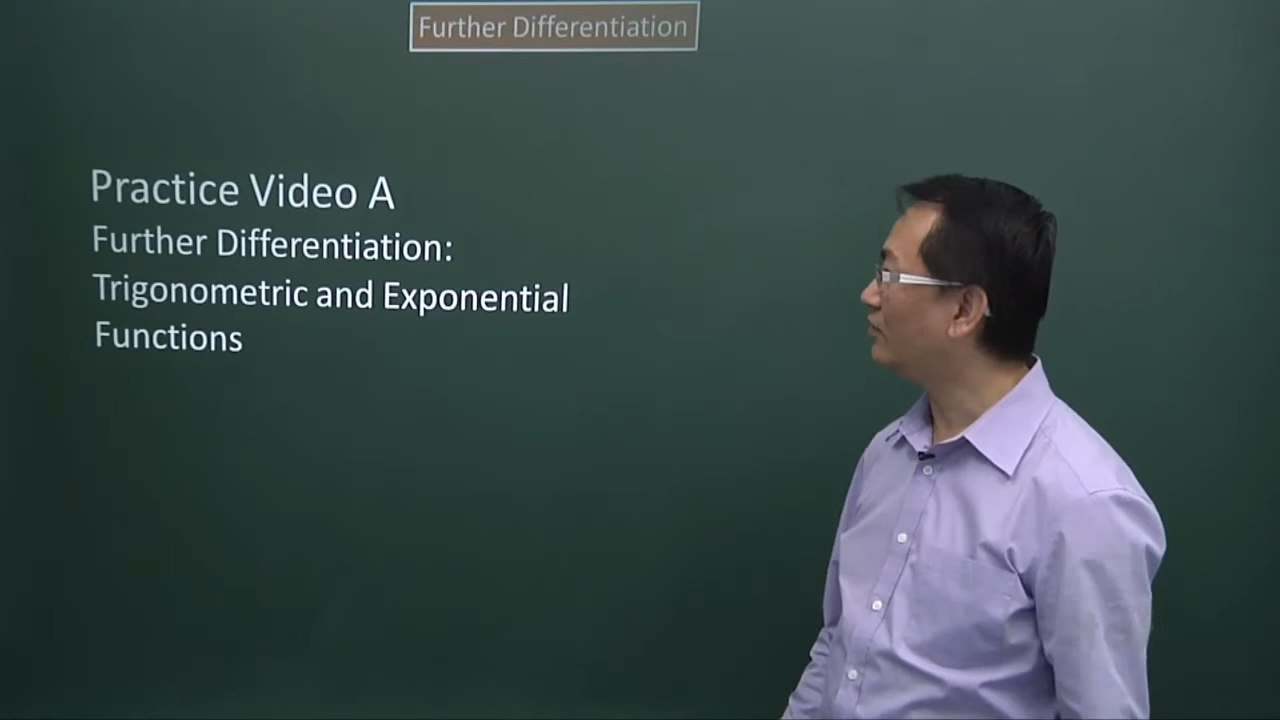 Further Differentiation
Practice Video A
Further Differentiation:
Trigonometric and Exponential
Functions